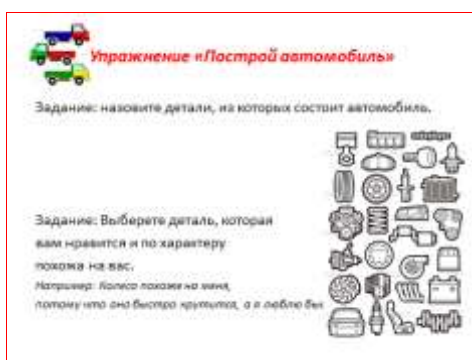 Упражнение «Построй автомобиль»
Задание: назовите детали, из которых состоит автомобиль.
Задание: Выберете деталь, которая
вам нравится и по характеру
похожа на вас.
Например: Колесо похоже на меня,
потому что оно быстро крутится, а я люблю быс